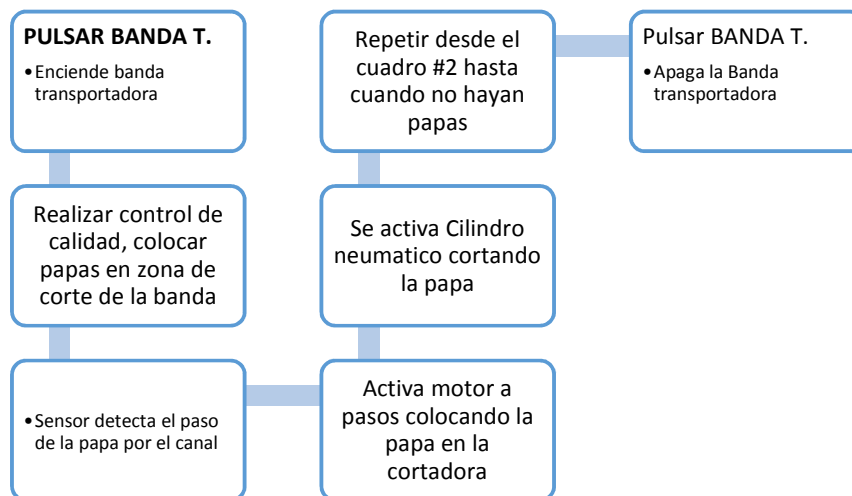 PULSAR BANDA T.
•Enciende banda
transportadora
Realizar control de
calidad, colocar
papas en zona de
corte de la banda
•Sensor detecta el paso
de la papa por el canal
Activa motor a
pasos colocando la
papa en la
cortadora
Se activa Cilindro
neumatico cortando
la papa
Repetir desde el
cuadro #2 hasta
cuando no hayan
papas
Pulsar BANDA T.
•Apaga la Banda
transportadora